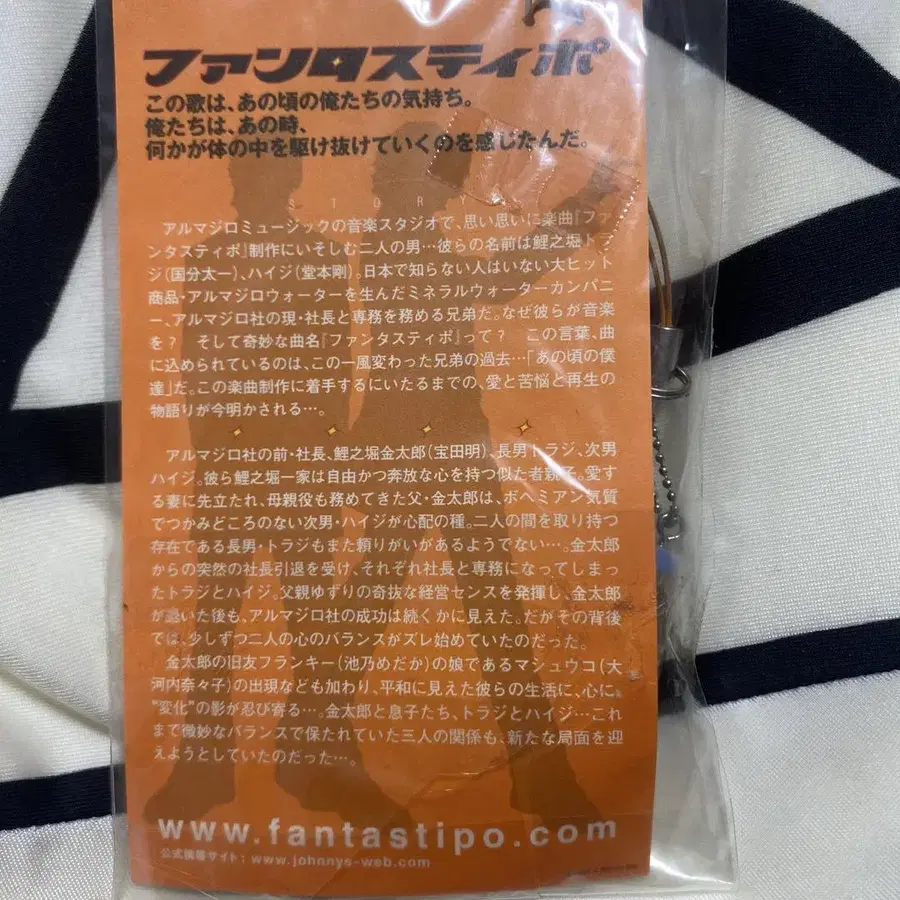 ファンタスティポ
この歌は、あの頃の俺たちの気持ち。
俺たちは、あの時、
何かが体の中を駆け抜けていくのを感じたんだ。
STORY
アルマジロミュージックの音楽スタジオで、思い思いに楽曲『ファ
ンタスティポ』制作にいそしむ二人の男…彼らの名前は鯉之堀トラ
ジ(国分太一)、ハイジ(堂本剛)。日本で知らない人はいない大ヒット
商品・アルマジロウォーターを生んだミネラルウォーターカンパニ
ー、アルマジロ社の現・社長と専務を務める兄弟だ。なぜ彼らが音楽
を? そして奇妙な曲名『ファンタスティポ』って? この言葉、曲
に込められているのは、この一風変わった兄弟の過去…「あの頃の僕
達」だ。この楽曲制作に着手するにいたるまでの、愛と苦悩と再生の
物語りが今明かされる…。
アルマジロ社の前・社長、鯉之堀金太郎(宝田明)、長男トラジ、次男
ハイジ。彼ら鯉之堀一家は自由かつ奔放な心を持つ似た者親子。愛す
る妻に先立たれ、母親役も務めてきた父・金太郎は、ボヘミアン気質
でつかみどころのない次男・ハイジが心配の種。二人の間を取り持つ
存在である長男・トラジもまた頼りがいがあるようでない…。金太郎
からの突然の社長引退を受け、それぞれ社長と専務になってしまっ
たトラジとハイジ。父親ゆずりの奇抜な経営センスを発揮し、金太郎
が退いた後も、アルマジロ社の成功は続くかに見えた。だがその背後
では、少しずつ二人の心のバランスがズレ始めていたのだった。
金太郎の旧友フランキー(池乃めだか)の娘であるマシュウコ(大
河内奈々子)の出現なども加わり、平和に見えた彼らの生活に、心に
"変化"の影が忍び寄る…。金太郎と息子たち、トラジとハイジ…これ
まで微妙なバランスで保たれていた三人の関係も、新たな局面を迎
えようとしていたのだった…。
www.fantastipo.com
公式情報サイト:www.johnnys-web.com